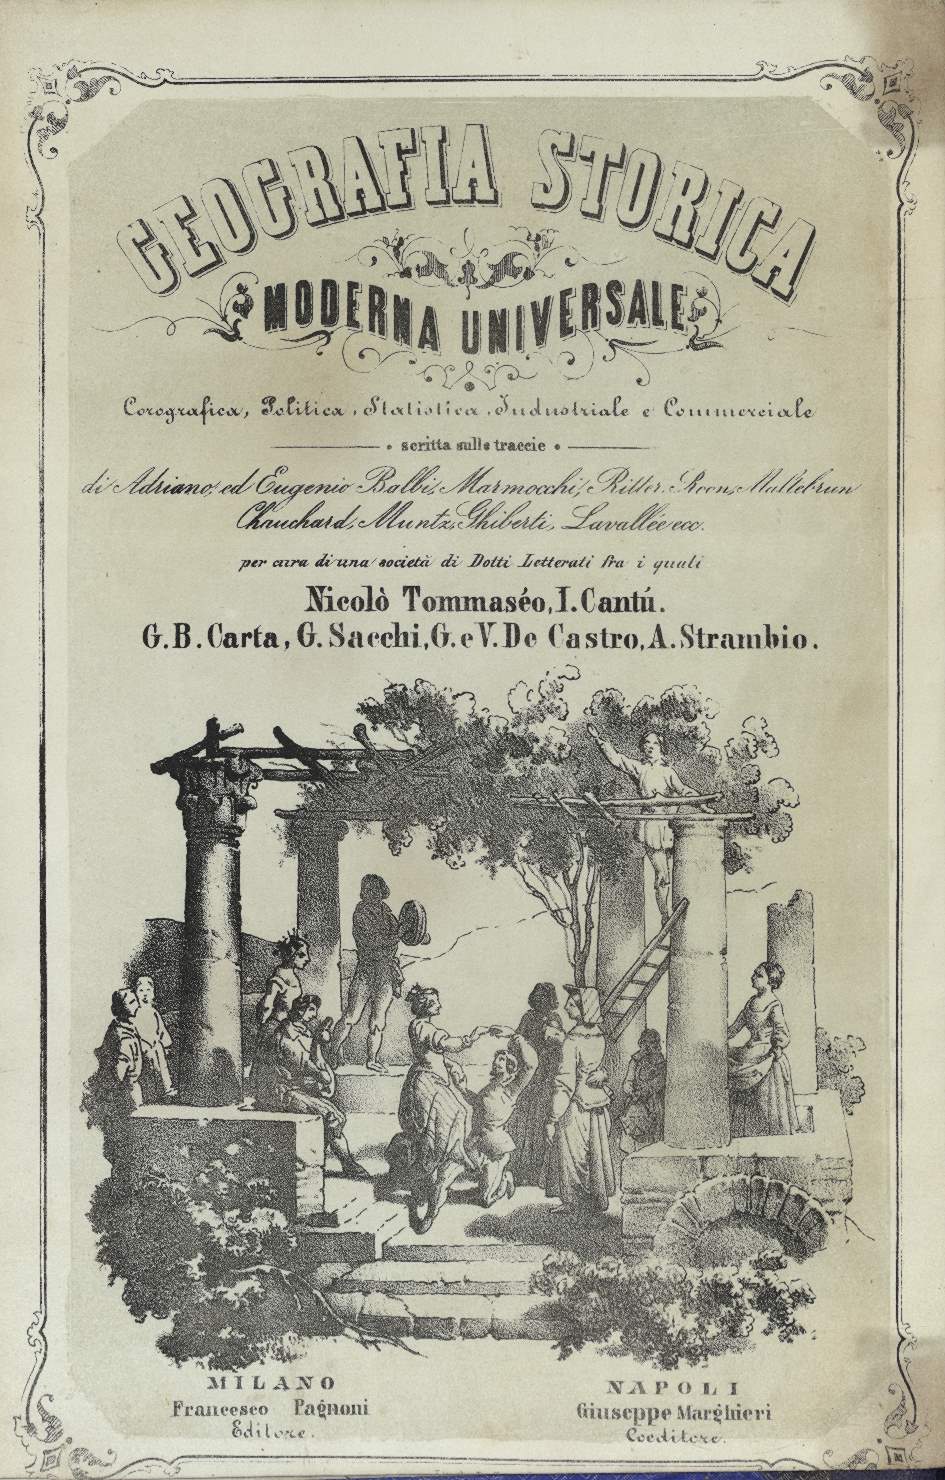 GEOGRAFIA STORICA
MODERNA UNIVERSALE
Corografica, Politica, Statistica, Industriale e Commerciale
scritta sulle traccie
di Adriano, ed Eugenio Balbi, Marmocchi, Ritter, Roon, Maltebrun
Chauchard, Muntz, Ghiberti, Lavallée ecc.
per cura di una società di Dotti Letterati fra i quali
Nicolò Tommaséo, I. Cantú.
G. B. Carta, G. Sacchi, G. e V. De Castro, A. Strambio.
MILANO
Francesco Pagnoni
Editore.
NAPOLI
Giuseppe Marghieri
Coeditore.